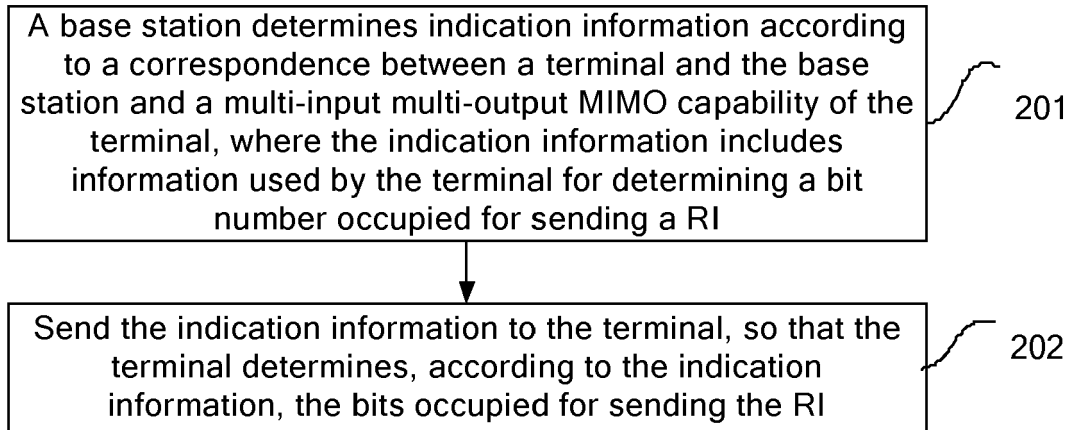 A base station determines indication information according
to a correspondence between a terminal and the base
station and a multi-input multi-output MIMO capability of the
terminal, where the indication information includes
information used by the terminal for determining a bit
number occupied for sending a RI
201
Send the indication information to the terminal, so that the
terminal determines, according to the indication
information, the bits occupied for sending the RI
202